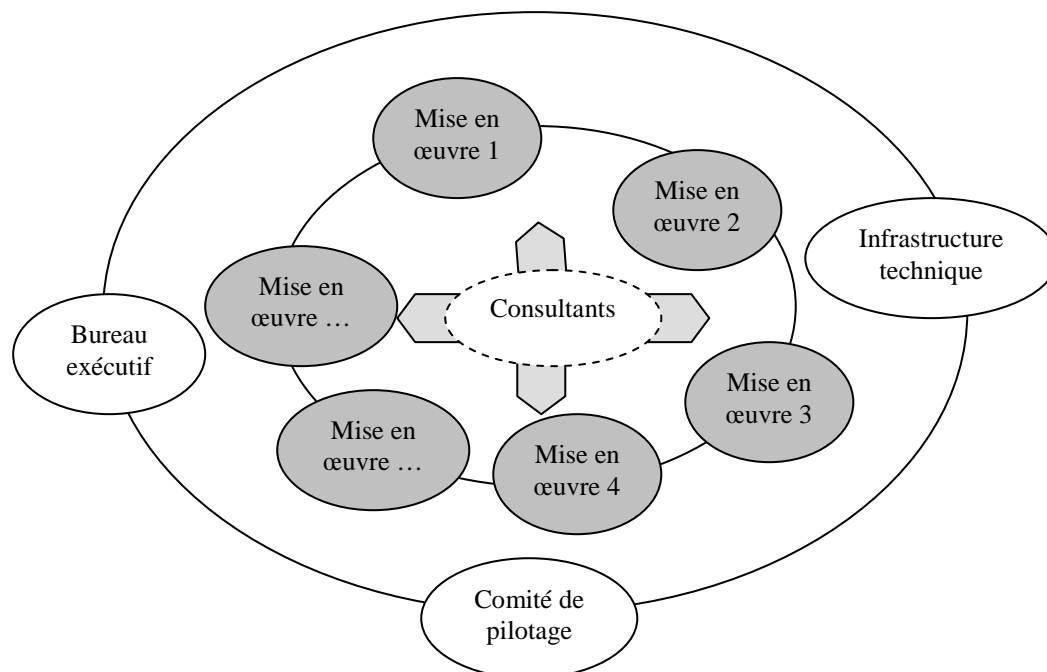 Mise en
œuvre 1
Mise en
œuvre 2
Infrastructure
technique
Mise en
œuvre …
Consultants
Bureau
exécutif
Mise en
œuvre 3
Mise en
œuvre …
Mise en
œuvre 4
Comité de
pilotage